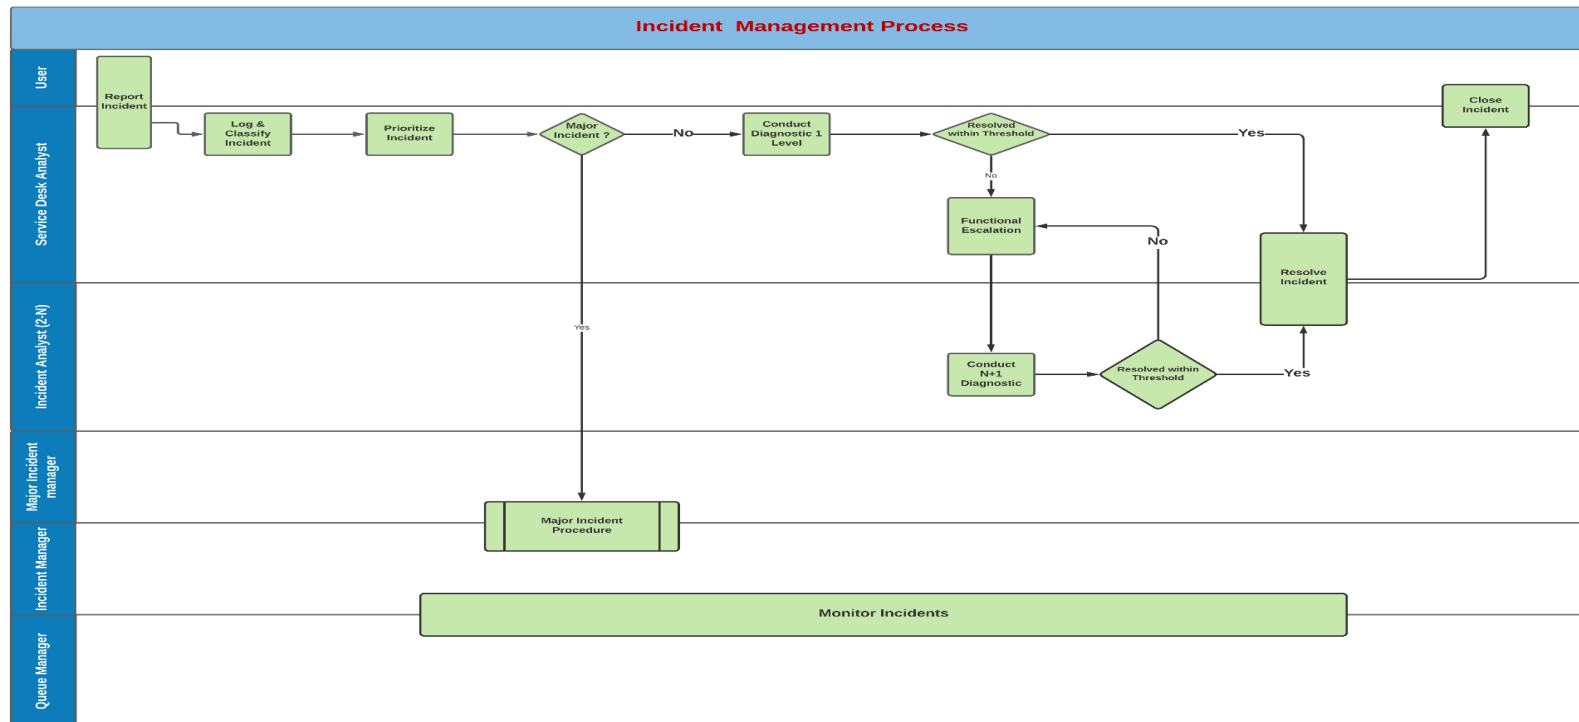 Incident  Management Process
User
Report
Incident
Close
Incident
Service Desk Analyst
Log &
Classify
Incident
Prioritize
Incident
Major
Incident ?
No
Conduct
Diagnostic 1
Level
Resolved
within Threshold
Yes
No
Functional
Escalation
No
Resolve
Incident
Incident Analyst (2-N)
Yes
Conduct
N+1
Diagnostic
Resolved within
Threshold
Yes
Major Incident
manager
Major Incident
Procedure
Incident Manager
Monitor Incidents
Queue Manager